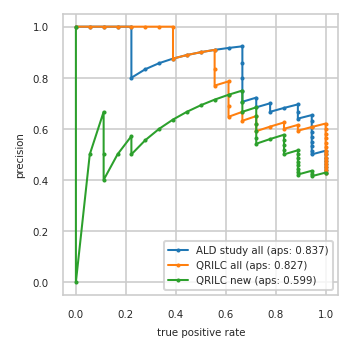 1.0
0.8
0.6
0.4
0.2
0.0
precision
ALD study all (aps: 0.837)
QRILC all (aps: 0.827)
QRILC new (aps: 0.599)
0.0 0.2 0.4 0.6 0.8 1.0
true positive rate